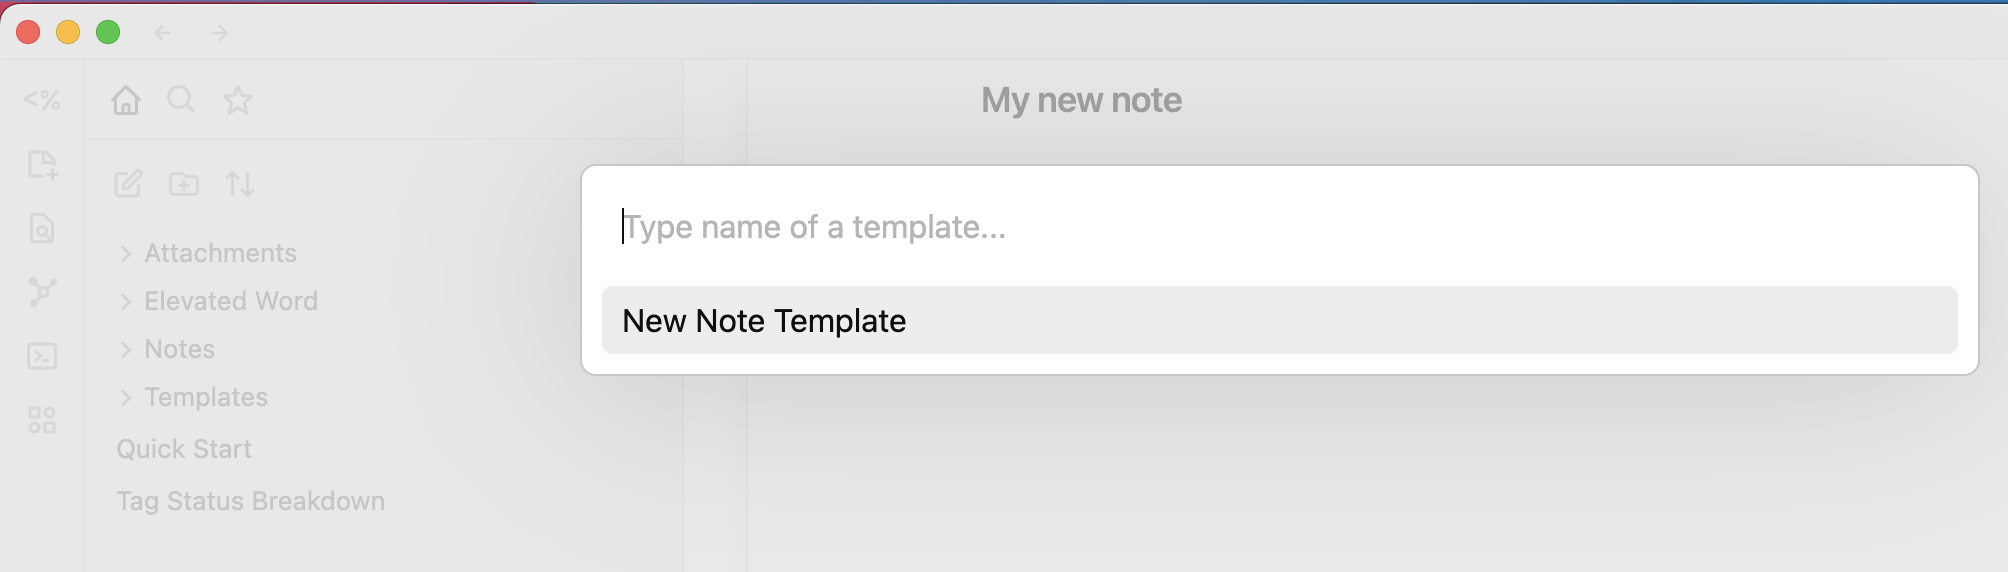 <%
My new note
Type name of a template...
New Note Template
Attachments
Elevated Word
Notes
Templates
Quick Start
Tag Status Breakdown